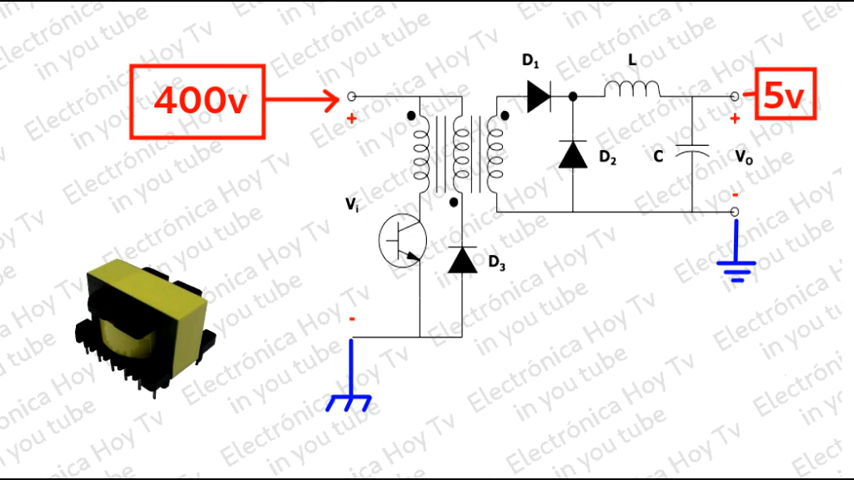 400v
5v
D1
L
D2
C
Vo
Vi
D3
+
-
+
-
Electrónica Hoy Tv
in you tube